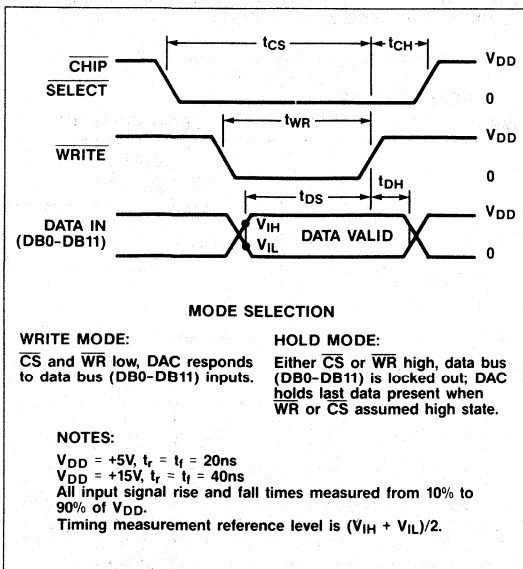 tCS
tCH
CHIP
SELECT
VDD
0
tWR
WRITE
VDD
0
tDS
tDH
DATA IN
(DB0-DB11)
VIH
VIL
DATA VALID
VDD
0
MODE SELECTION
WRITE MODE:
CS and WR low, DAC responds
to data bus (DB0-DB11) inputs.
HOLD MODE:
Either CS or WR high, data bus
(DB0-DB11) is locked out; DAC
holds last data present when
WR or CS assumed high state.
NOTES:
VDD = +5V, tr = tf = 20ns
VDD = +15V, tr = tf = 40ns
All input signal rise and fall times measured from 10% to
90% of VDD.
Timing measurement reference level is (VIH + VIL)/2.